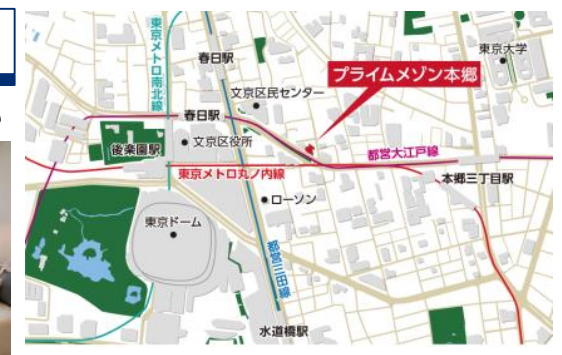 東京メトロ南北線
春日駅
東京大学
プライムメゾン本郷
文京区民センター
春日駅
文京区役所
後楽園駅
都営大江戸線
東京メトロ丸ノ内線
本郷三丁目駅
ローソン
東京ドーム
都営三田線
水道橋駅